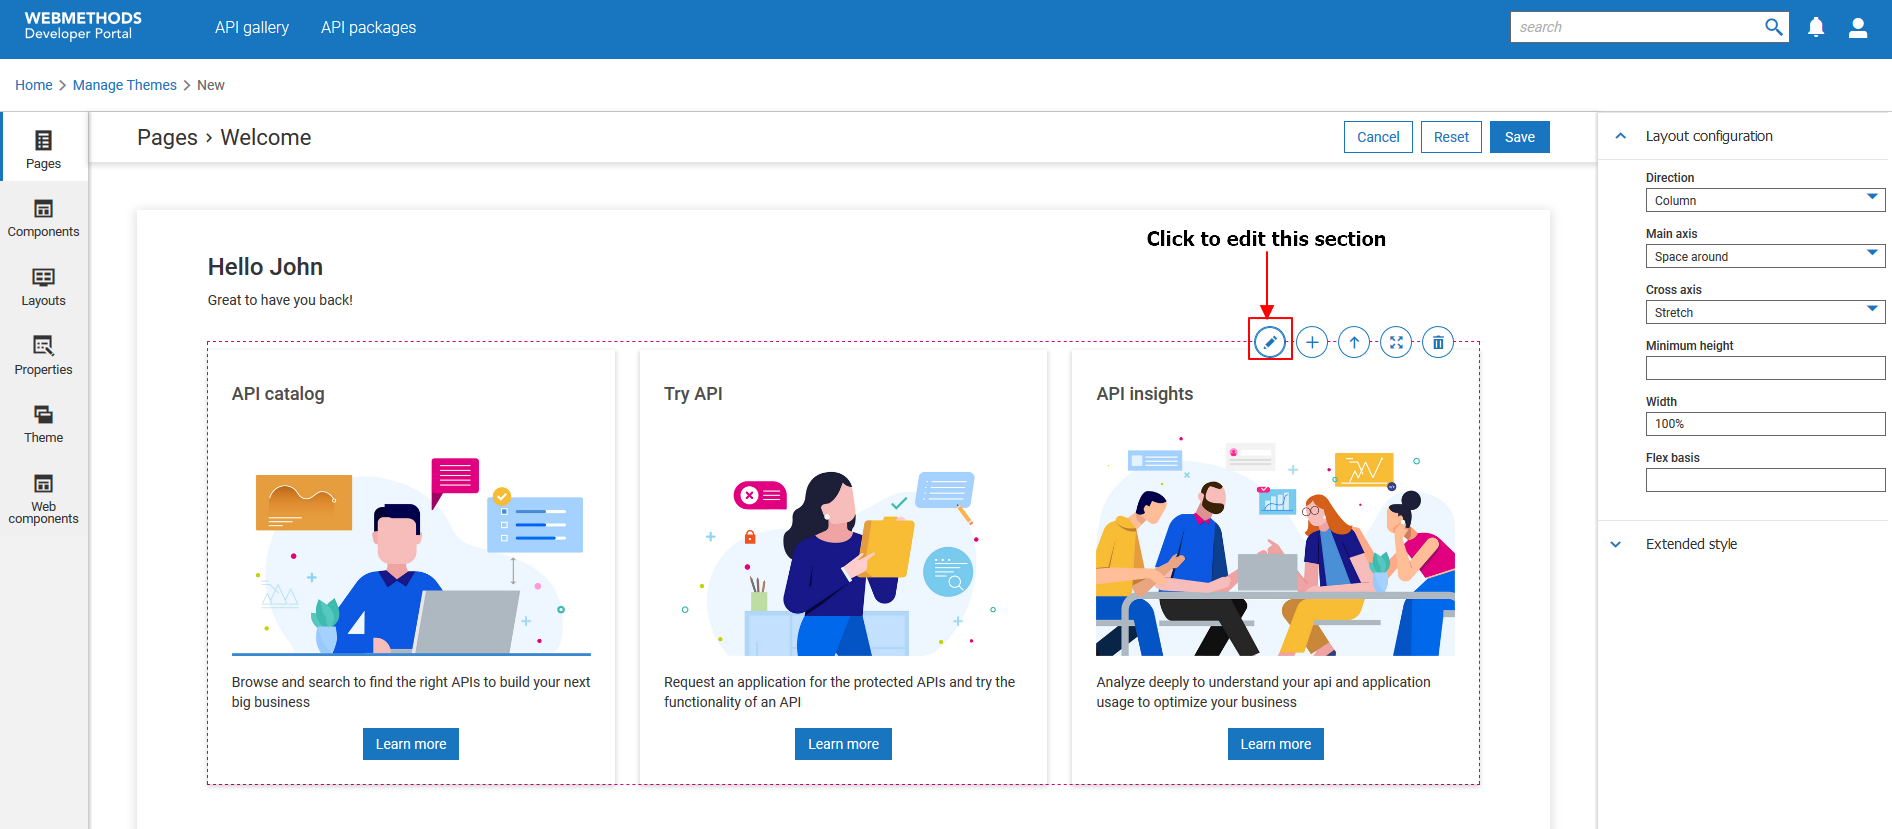 WEBMETHODS
Developer Portal
API gallery
API packages
search
Home > Manage Themes > New
Pages
Components
Layouts
Properties
Theme
Web
components
Pages › Welcome
Cancel
Reset
Save
Click to edit this section
Hello John
Great to have you back!
API catalog
Browse and search to find the right APIs to build your next
big business
Learn more
Try API
Request an application for the protected APIs and try the
functionality of an API
Learn more
API insights
Analyze deeply to understand your api and application
usage to optimize your business
Learn more
Layout configuration
Direction
Column
Main axis
Space around
Cross axis
Stretch
Minimum height
Width
100%
Flex basis
Extended style